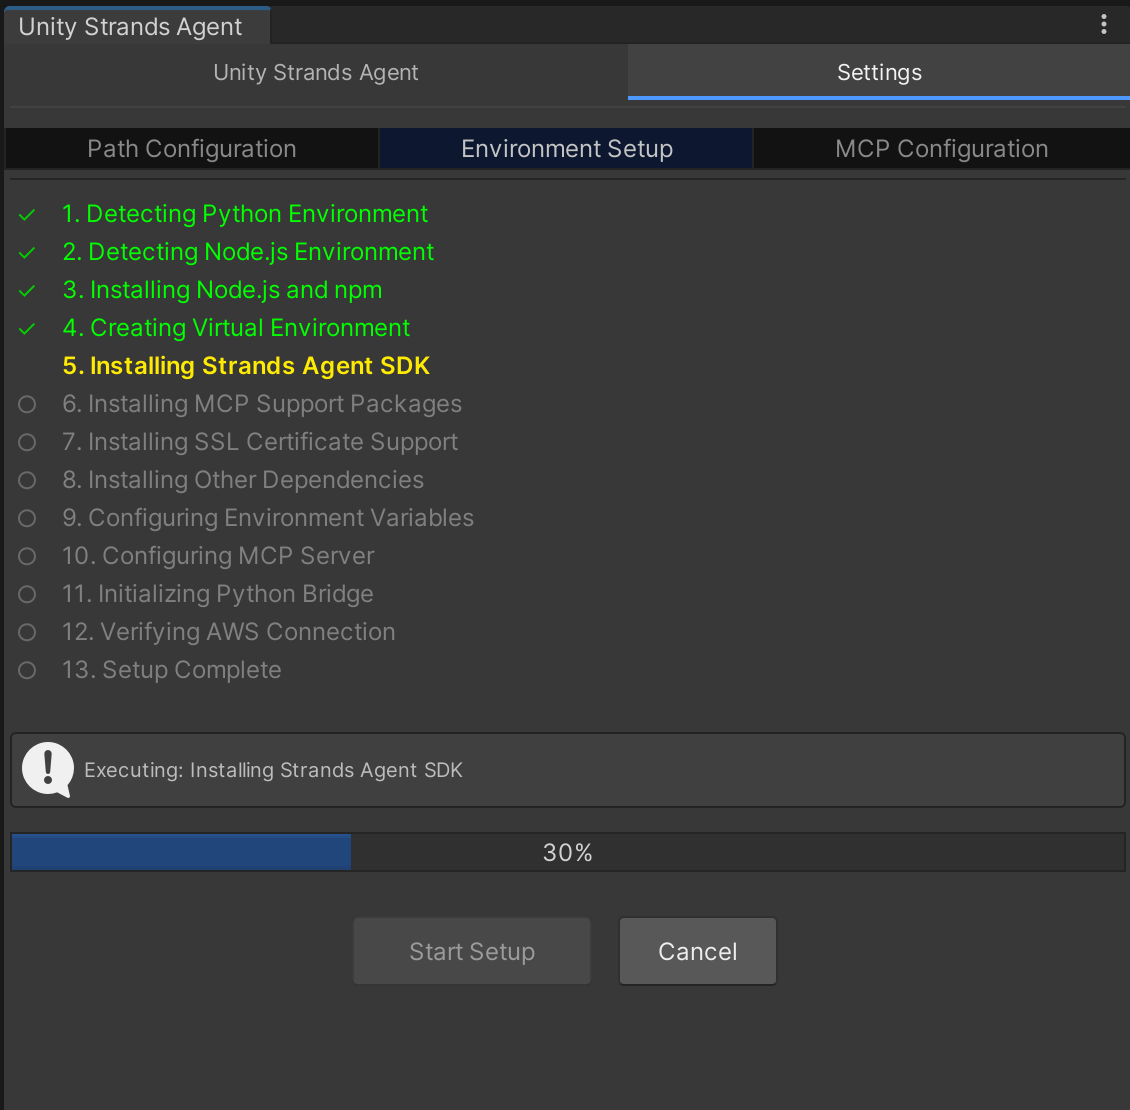 Unity Strands Agent
Unity Strands Agent
Settings
Path Configuration
Environment Setup
MCP Configuration
1. Detecting Python Environment
2. Detecting Node.js Environment
3. Installing Node.js and npm
4. Creating Virtual Environment
5. Installing Strands Agent SDK
6. Installing MCP Support Packages
7. Installing SSL Certificate Support
8. Installing Other Dependencies
9. Configuring Environment Variables
10. Configuring MCP Server
11. Initializing Python Bridge
12. Verifying AWS Connection
13. Setup Complete
Executing: Installing Strands Agent SDK
30%
Start Setup
Cancel